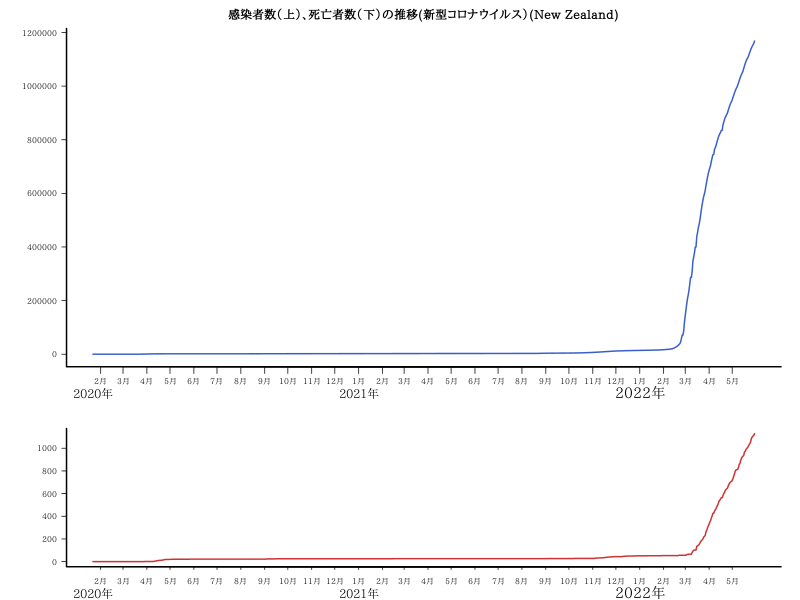 感染者数（上）、死亡者数（下）の推移(新型コロナウイルス）(New Zealand)
1200000
1000000
800000
600000
400000
200000
0
2月 3月 4月 5月 6月 7月 8月 9月 10月 11月 12月 1月 2月 3月 4月 5月 6月 7月 8月 9月 10月 11月 12月 1月 2月 3月 4月 5月
2020年 2021年 2022年
1000
800
600
400
200
0
2月 3月 4月 5月 6月 7月 8月 9月 10月 11月 12月 1月 2月 3月 4月 5月 6月 7月 8月 9月 10月 11月 12月 1月 2月 3月 4月 5月
2020年 2021年 2022年